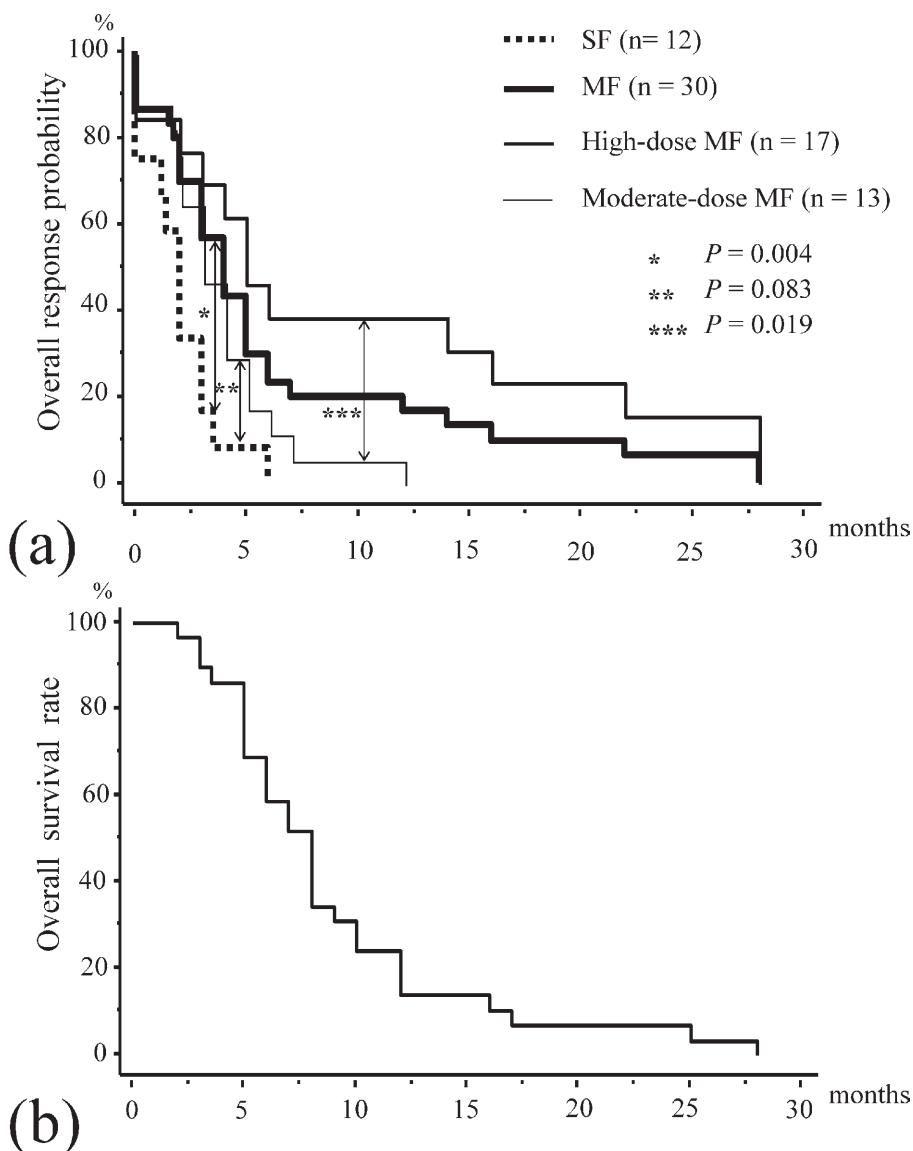 %
100
80
60
40
20
0
Overall response probability
SF (n= 12)
MF (n = 30)
High-dose MF (n = 17)
Moderate-dose MF (n = 13)
* P = 0.004
** P = 0.083
*** P = 0.019
*
**
***
0 5 10 15 20 25 30 months
(a)
%
100
80
60
40
20
0
Overall survival rate
0 5 10 15 20 25 30 months
(b)